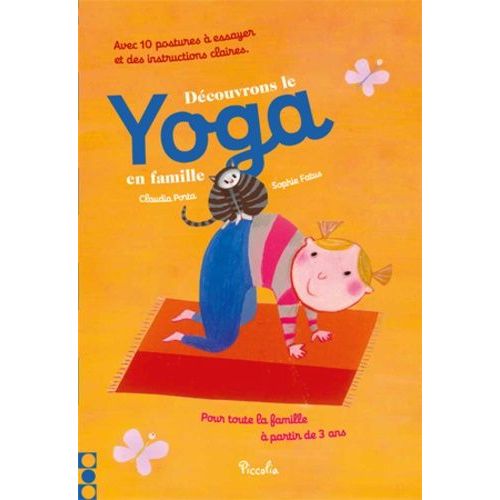 Avec 10 postures à essayer
et des instructions claires.
Découvrons le
Yoga
en famille
Claudia Porta
Sophie Fatus
Pour toute la famille
à partir de 3 ans
Piccolia